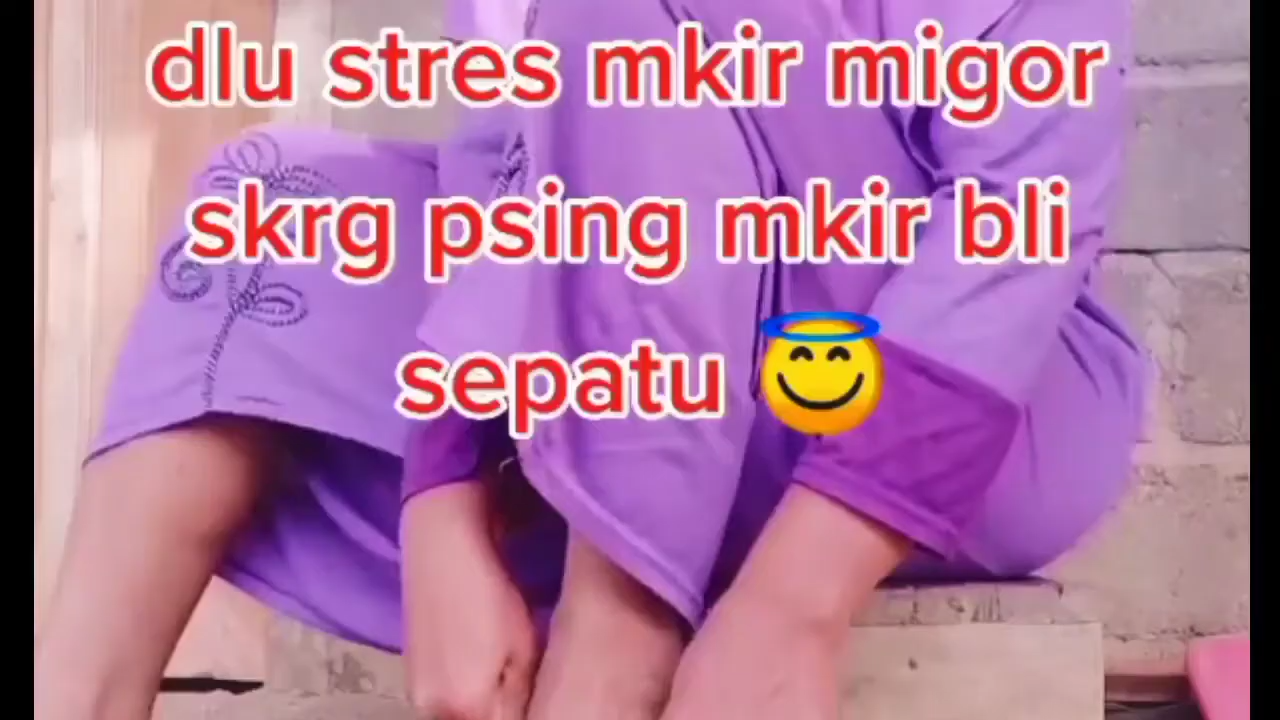 dlu stres mkir migor
skrg psing mkir bli
sepatu 😇